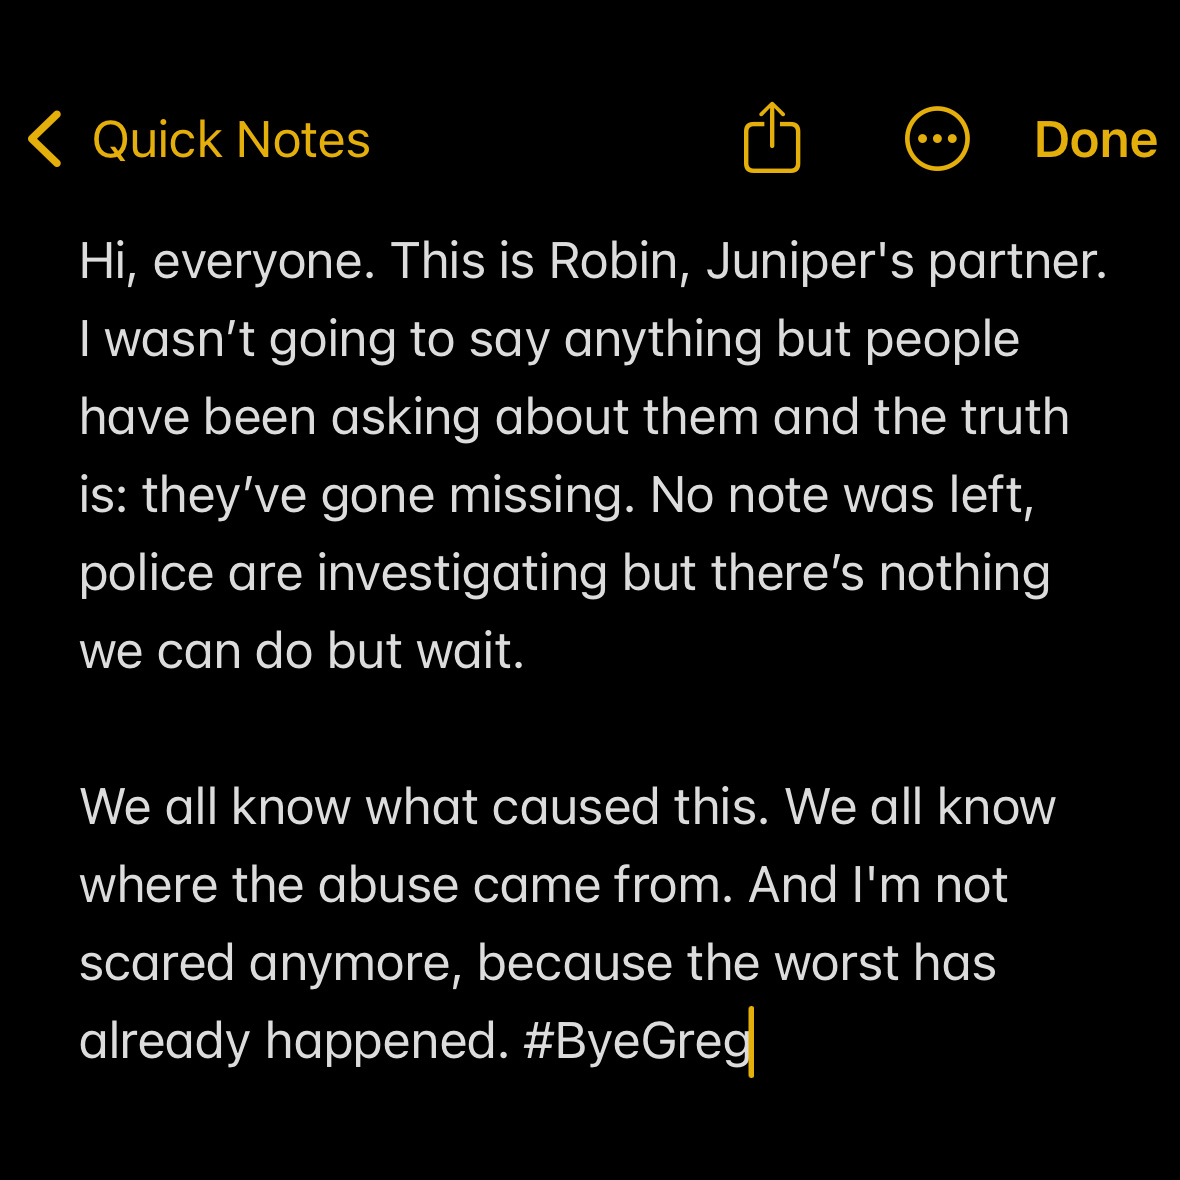 Quick Notes
Done
Hi, everyone. This is Robin, Juniper's partner.
I wasn’t going to say anything but people
have been asking about them and the truth
is: they’ve gone missing. No note was left,
police are investigating but there’s nothing
we can do but wait.
We all know what caused this. We all know
where the abuse came from. And I'm not
scared anymore, because the worst has
already happened. #ByeGreg